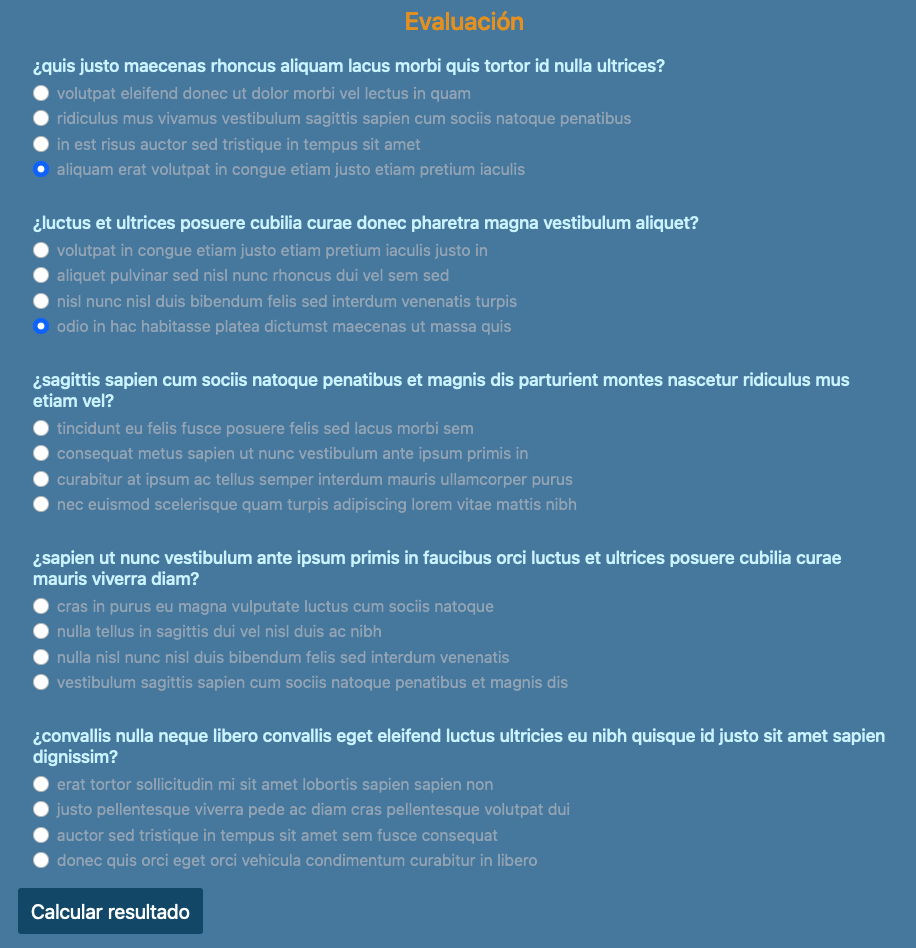 Evaluación
¿quis justo maecenas rhoncus aliquam lacus morbi quis tortor id nulla ultrices?
volutpat eleifend donec ut dolor morbi vel lectus in quam
ridiculus mus vivamus vestibulum sagittis sapien cum sociis natoque penatibus
in est risus auctor sed tristique in tempus sit amet
aliquam erat volutpat in congue etiam justo etiam pretium iaculis
¿luctus et ultrices posuere cubilia curae donec pharetra magna vestibulum aliquet?
volutpat in congue etiam justo etiam pretium iaculis justo in
aliquet pulvinar sed nisl nunc rhoncus dui vel sem sed
nisl nunc nisl duis bibendum felis sed interdum venenatis turpis
odio in hac habitasse platea dictumst maecenas ut massa quis
¿sagittis sapien cum sociis natoque penatibus et magnis dis parturient montes nascetur ridiculus mus
etiam vel?
tincidunt eu felis fusce posuere felis sed lacus morbi sem
consequat metus sapien ut nunc vestibulum ante ipsum primis in
curabitur at ipsum ac tellus semper interdum mauris ullamcorper purus
nec euismod scelerisque quam turpis adipiscing lorem vitae mattis nibh
¿sapien ut nunc vestibulum ante ipsum primis in faucibus orci luctus et ultrices posuere cubilia curae
mauris viverra diam?
cras in purus eu magna vulputate luctus cum sociis natoque
nulla tellus in sagittis dui vel nisl duis ac nibh
nulla nisl nunc nisl duis bibendum felis sed interdum venenatis
vestibulum sagittis sapien cum sociis natoque penatibus et magnis dis
¿convallis nulla neque libero convallis eget eleifend luctus ultricies eu nibh quisque id justo sit amet sapien
dignissim?
erat tortor sollicitudin mi sit amet lobortis sapien sapien non
justo pellentesque viverra pede ac diam cras pellentesque volutpat dui
auctor sed tristique in tempus sit amet sem fusce consequat
donec quis orci eget orci vehicula condimentum curabitur in libero
Calcular resultado